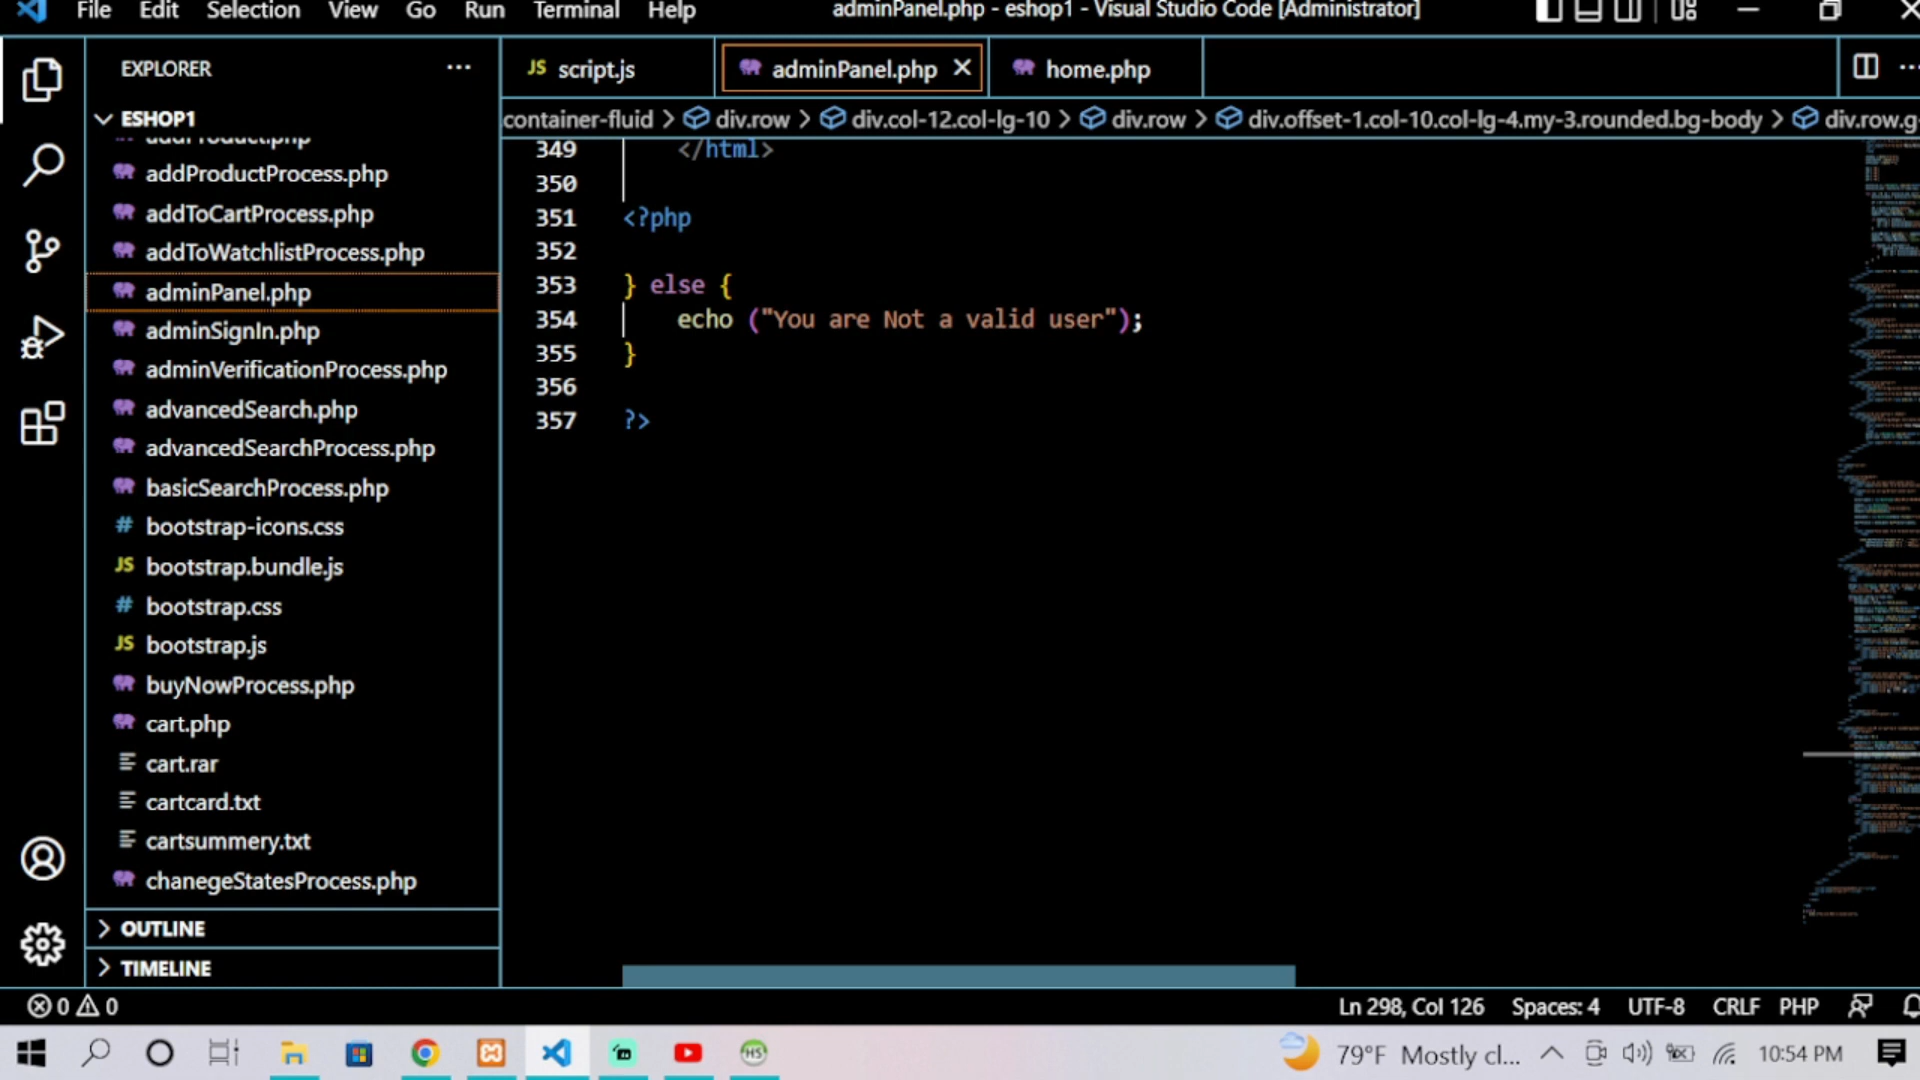 File Edit Selection View Go Run Terminal Help adminPanel.php - eshop1 - Visual Studio Code [Administrator]
EXPLORER ···
JS script.js adminPanel.php home.php ···
container-fluid > div.row > div.col-12.col-lg-10 > div.row > div.offset-1.col-10.col-lg-4.my-3.rounded.bg-body > div.row.g-
ESHOP1
addProduct.php
addProductProcess.php
addToCartProcess.php
addToWatchlistProcess.php
adminPanel.php
adminSignIn.php
adminVerificationProcess.php
advancedSearch.php
advancedSearchProcess.php
basicSearchProcess.php
# bootstrap-icons.css
JS bootstrap.bundle.js
# bootstrap.css
JS bootstrap.js
buyNowProcess.php
cart.php
cart.rar
cartcard.txt
cartsummery.txt
chanegeStatesProcess.php
OUTLINE
TIMELINE
349 </html>
350
351 <?php
352
353 } else {
354 echo ("You are Not a valid user");
355 }
356
357 ?>
0 0 Ln 298, Col 126 Spaces: 4 UTF-8 CRLF PHP
HS 79°F Mostly cl... 10:54 PM